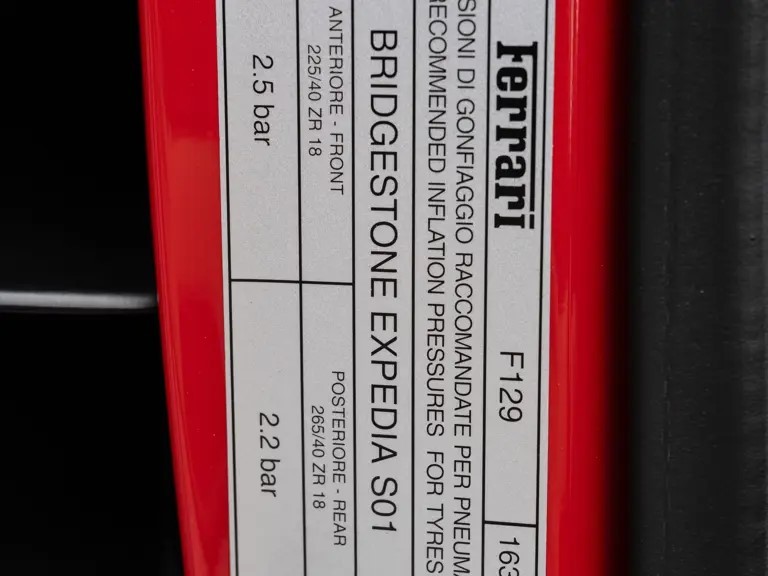 Ferrari F129 163
SIONI DI GONFIAGGIO RACCOMANDATE PER PNEUM
RECOMMENDED INFLATION PRESSURES FOR TYRES
BRIDGESTONE EXPEDIA S01
ANTERIORE - FRONT
225/40 ZR 18
POSTERIORE - REAR
265/40 ZR 18
2.5 bar
2.2 bar